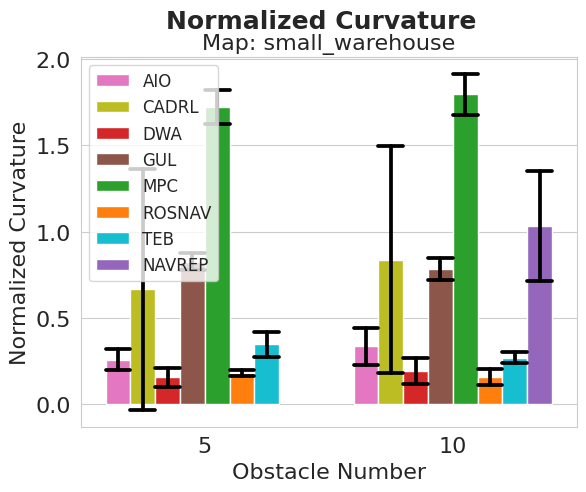 Normalized Curvature
Map: small_warehouse
2.0
1.5
1.0
0.5
0.0
Normalized Curvature
AIO
CADRL
DWA
GUL
MPC
ROSNAV
TEB
NAVREP
5
10
Obstacle Number